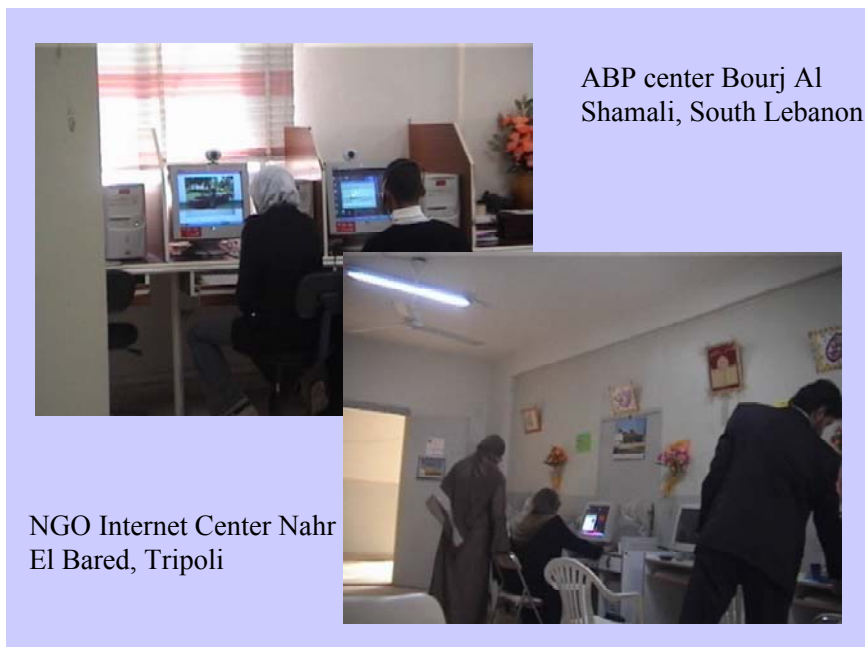 ABP center Bourj Al
Shamali, South Lebanon
NGO Internet Center Nahr
El Bared, Tripoli